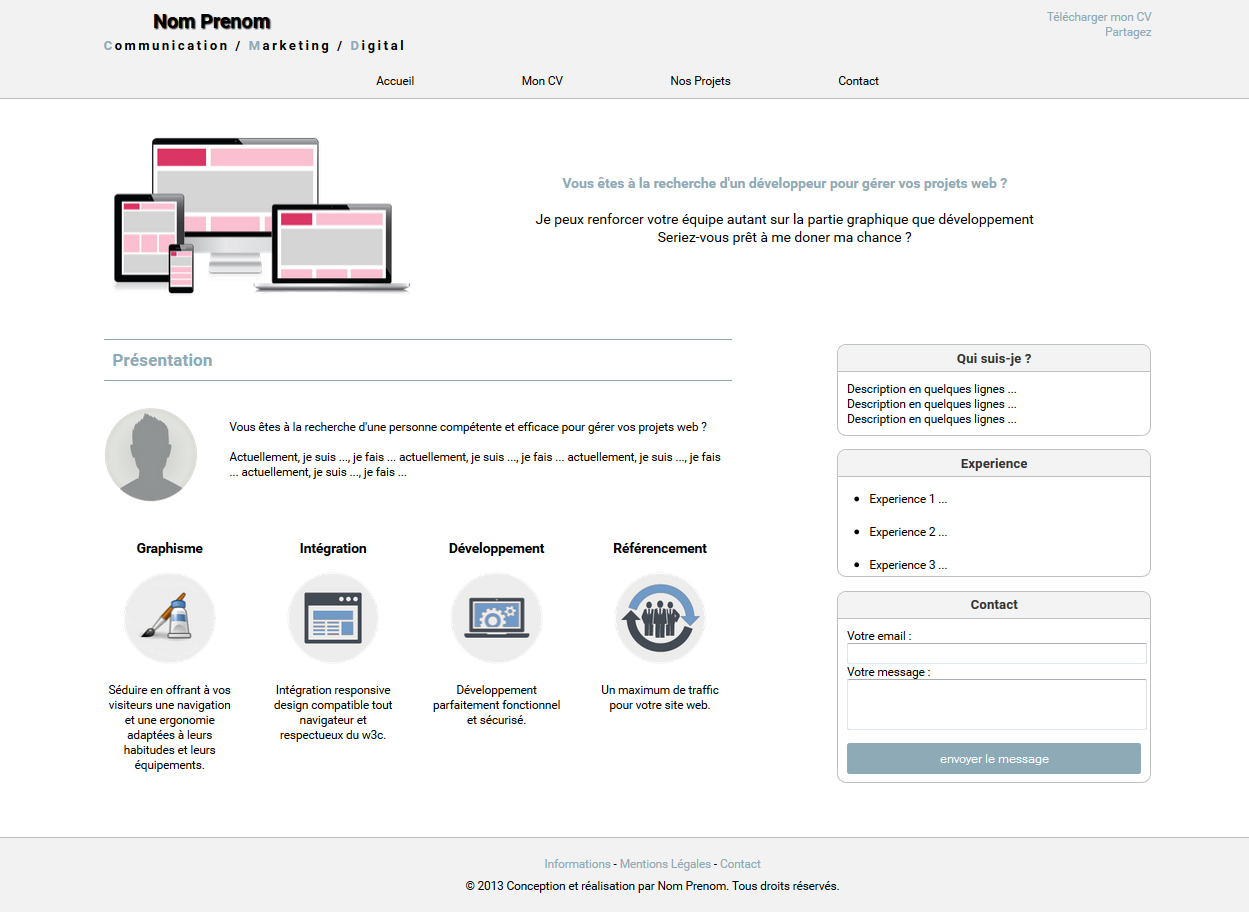 Nom Prenom
Communication / Marketing / Digital
Télécharger mon CV
Partagez
Accueil
Mon CV
Nos Projets
Contact
Vous êtes à la recherche d'un développeur pour gérer vos projets web ?
Je peux renforcer votre équipe autant sur la partie graphique que développement
Seriez-vous prêt à me doner ma chance ?
Présentation
Vous êtes à la recherche d'une personne compétente et efficace pour gérer vos projets web ?
Actuellement, je suis ..., je fais ... actuellement, je suis ..., je fais ... actuellement, je suis ..., je fais
... actuellement, je suis ..., je fais ...
Graphisme
Séduire en offrant à vos
visiteurs une navigation
et une ergonomie
adaptées à leurs
habitudes et leurs
équipements.
Intégration
Intégration responsive
design compatible tout
navigateur et
respectueux du w3c.
Développement
Développement
parfaitement fonctionnel
et sécurisé.
Référencement
Un maximum de traffic
pour votre site web.
Qui suis-je ?
Description en quelques lignes ...
Description en quelques lignes ...
Description en quelques lignes ...
Experience
Experience 1 ...
Experience 2 ...
Experience 3 ...
Contact
Votre email :
Votre message :
envoyer le message
Informations - Mentions Légales - Contact
© 2013 Conception et réalisation par Nom Prenom. Tous droits réservés.